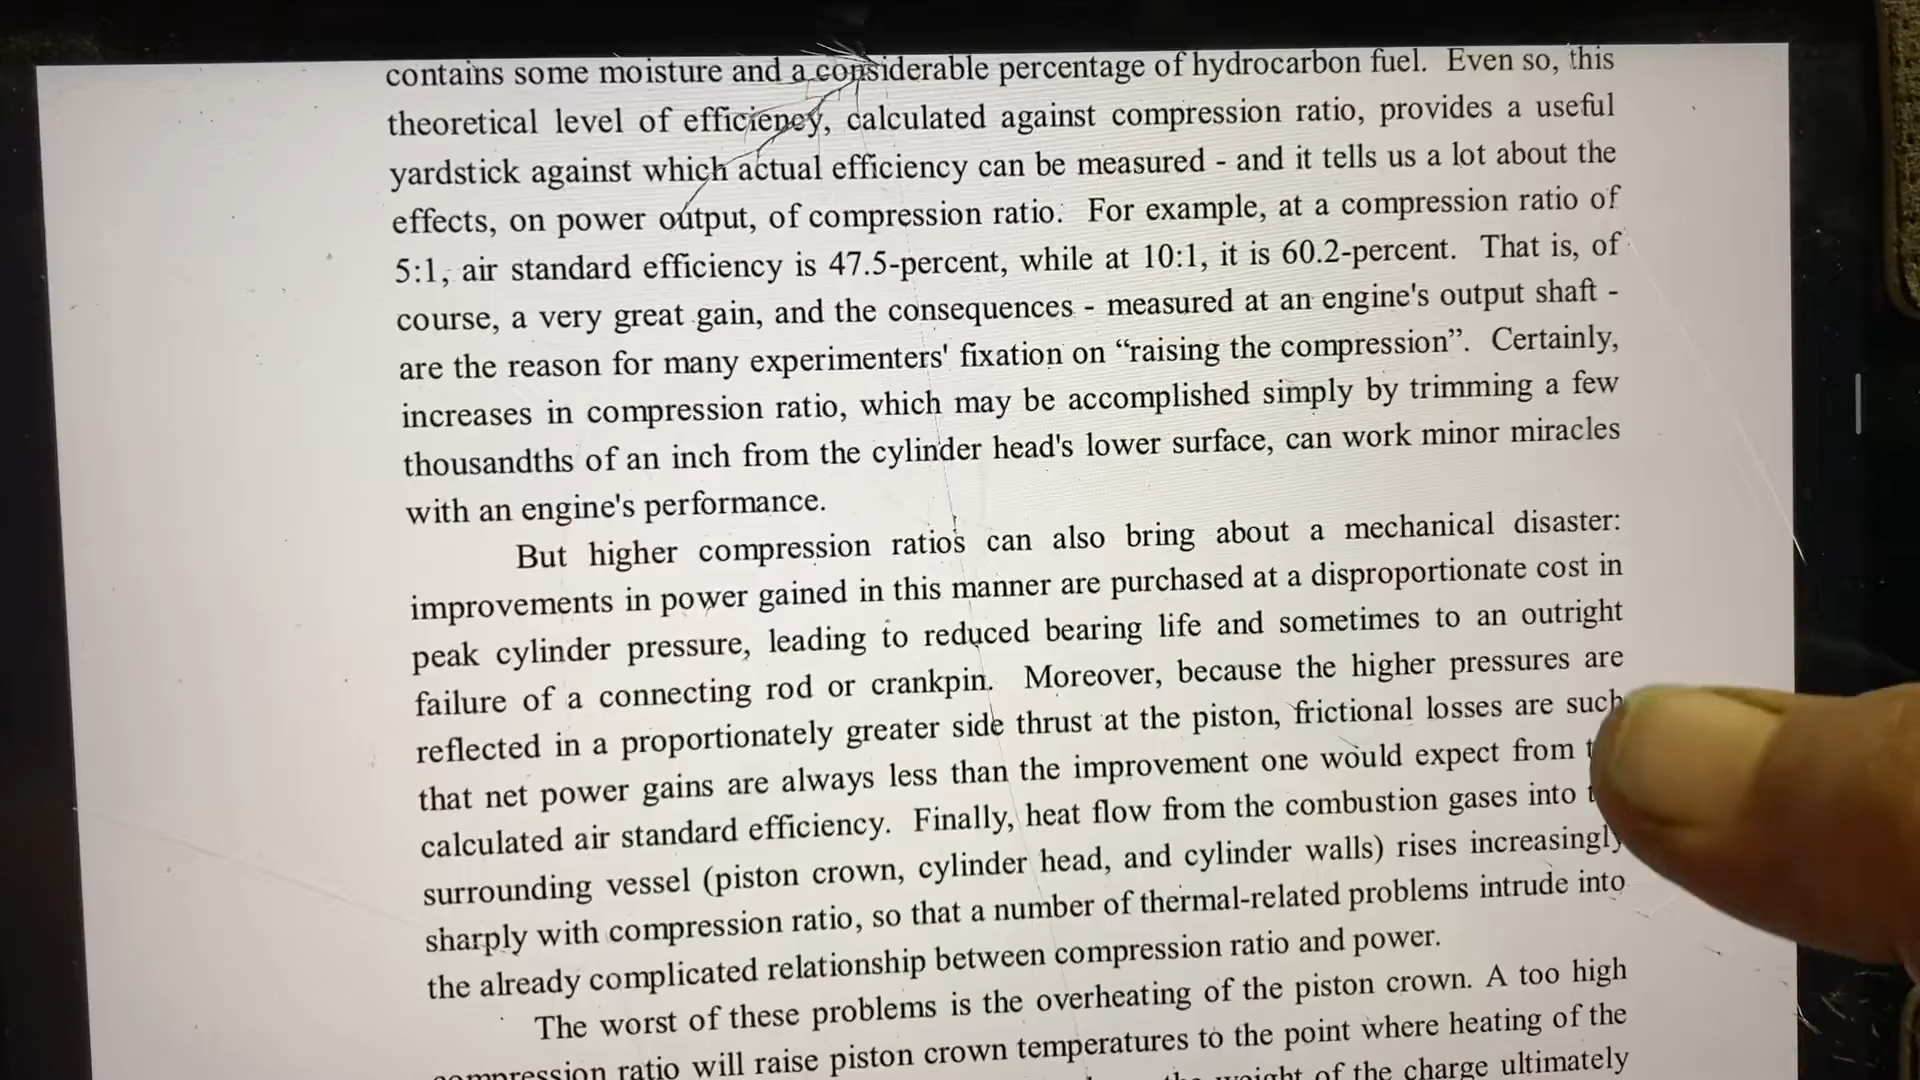 contains some moisture and a considerable percentage of hydrocarbon fuel. Even so, this
theoretical level of efficiency, calculated against compression ratio, provides a useful
yardstick against which actual efficiency can be measured - and it tells us a lot about the
effects, on power output, of compression ratio. For example, at a compression ratio of
5:1, air standard efficiency is 47.5-percent, while at 10:1, it is 60.2-percent. That is, of
course, a very great gain, and the consequences - measured at an engine's output shaft -
are the reason for many experimenters' fixation on “raising the compression”. Certainly,
increases in compression ratio, which may be accomplished simply by trimming a few
thousandths of an inch from the cylinder head's lower surface, can work minor miracles
with an engine's performance.
But higher compression ratios can also bring about a mechanical disaster:
improvements in power gained in this manner are purchased at a disproportionate cost in
peak cylinder pressure, leading to reduced bearing life and sometimes to an outright
failure of a connecting rod or crankpin. Moreover, because the higher pressures are
reflected in a proportionately greater side thrust at the piston, frictional losses are such
that net power gains are always less than the improvement one would expect from
calculated air standard efficiency. Finally, heat flow from the combustion gases into
surrounding vessel (piston crown, cylinder head, and cylinder walls) rises increasingly
sharply with compression ratio, so that a number of thermal-related problems intrude into
the already complicated relationship between compression ratio and power.
The worst of these problems is the overheating of the piston crown. A too high
compression ratio will raise piston crown temperatures to the point where heating of the
weight of the charge ultimately